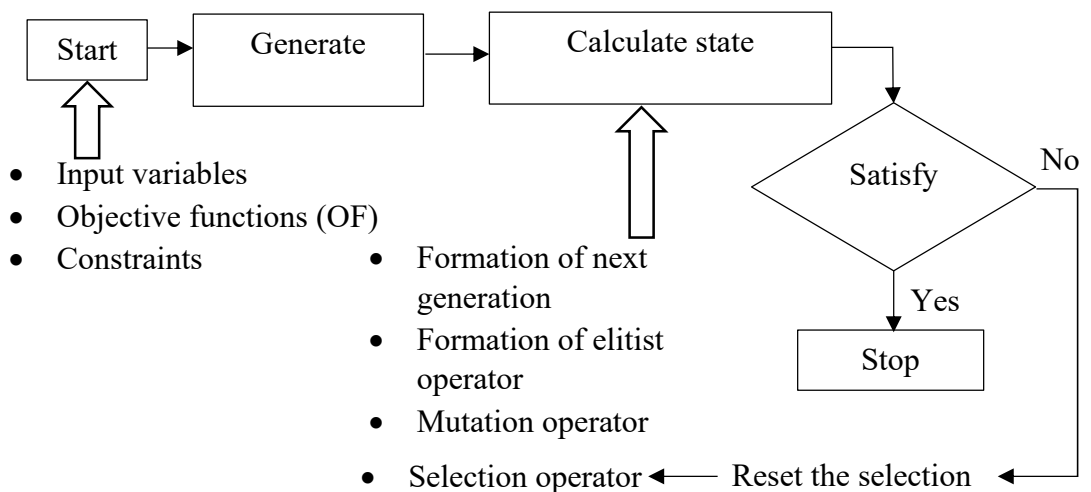 Start
Generate
Calculate state
Satisfy
No
Yes
Stop
• Input variables
• Objective functions (OF)
• Constraints
• Formation of next
generation
• Formation of elitist
operator
• Mutation operator
• Selection operator
Reset the selection